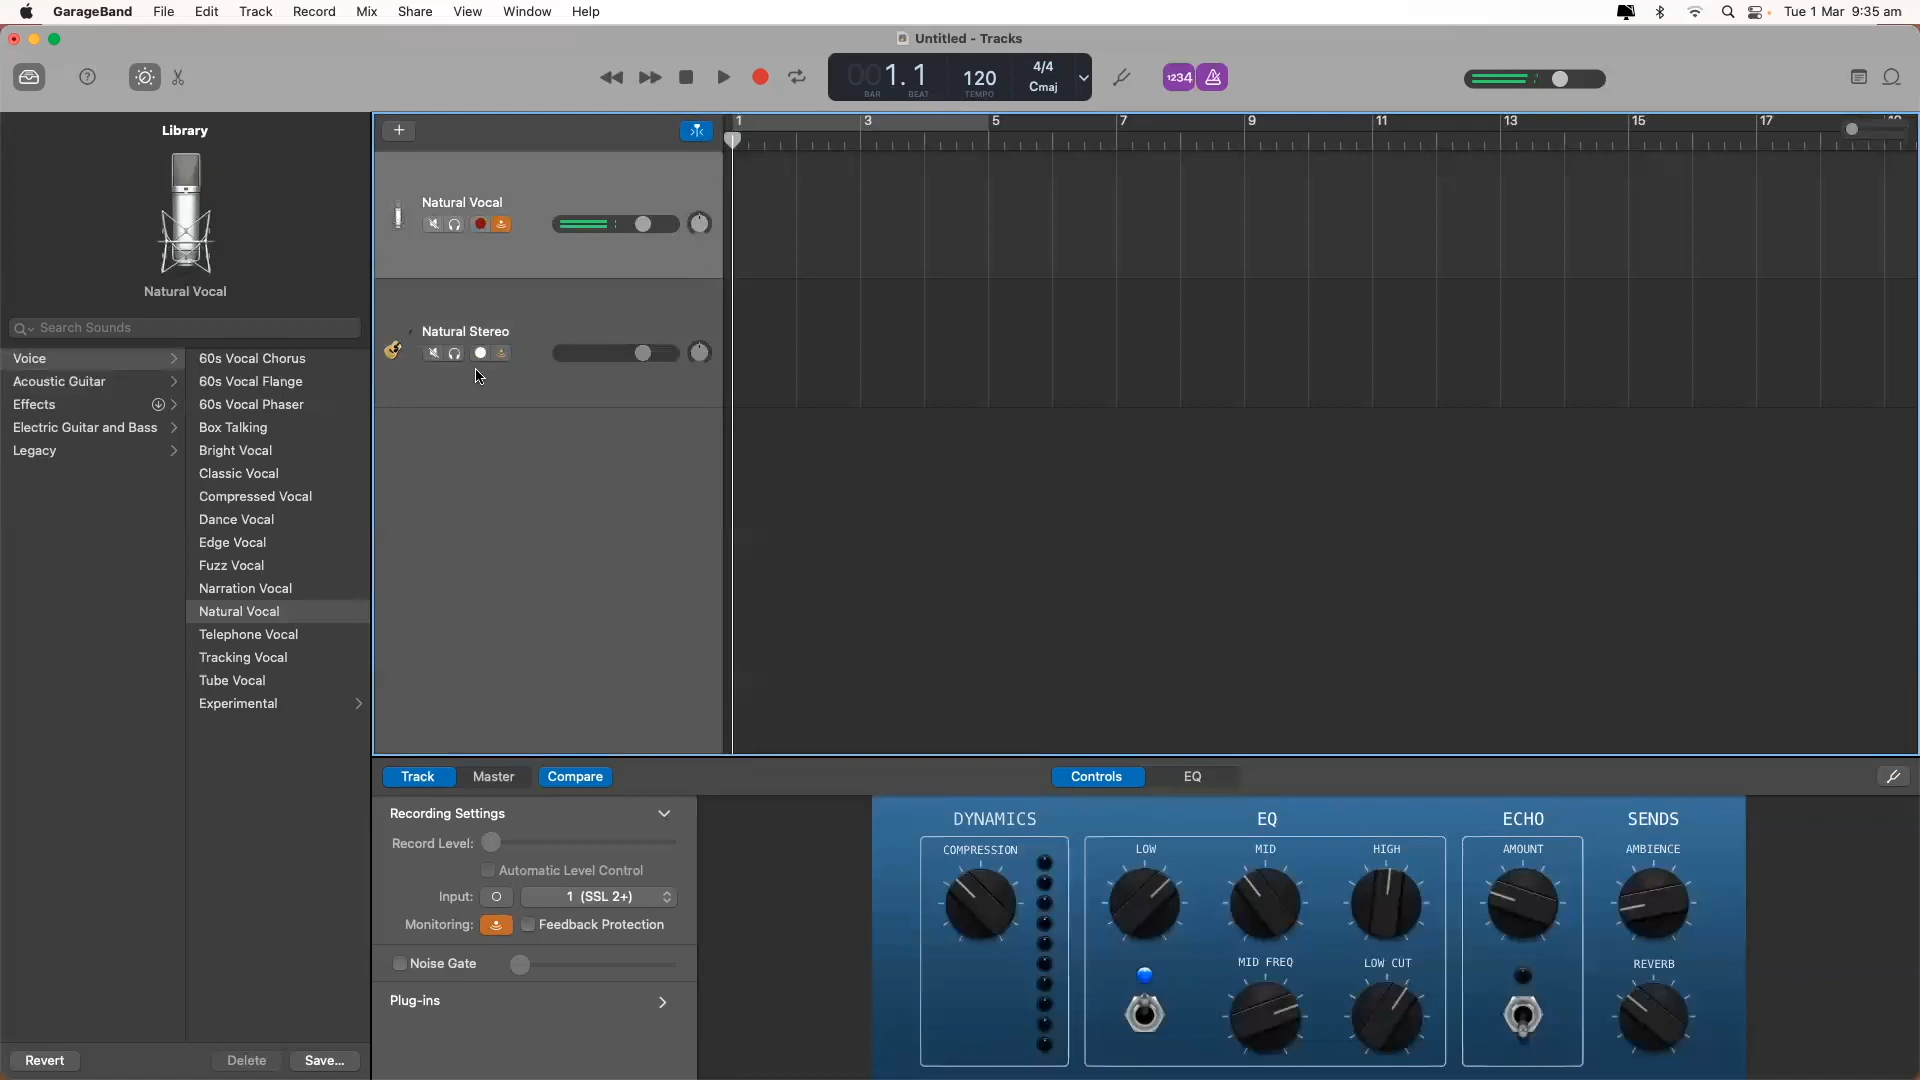 GarageBand File Edit Track Record Mix Share View Window Help Tue 1 Mar 9:35 am
Untitled - Tracks
001.1 120 4/4 Cmaj
BAR BEAT TEMPO
1234
Library
1 3 5 7 9 11 13 15 17
Natural Vocal
Natural Vocal
Natural Stereo
Search Sounds
Voice
Acoustic Guitar
Effects
Electric Guitar and Bass
Legacy
60s Vocal Chorus
60s Vocal Flange
60s Vocal Phaser
Box Talking
Bright Vocal
Classic Vocal
Compressed Vocal
Dance Vocal
Edge Vocal
Fuzz Vocal
Narration Vocal
Natural Vocal
Telephone Vocal
Tracking Vocal
Tube Vocal
Experimental
Revert Delete Save...
Track Master Compare Controls EQ
Recording Settings
Record Level:
Automatic Level Control
Input: 1 (SSL 2+)
Monitoring: Feedback Protection
Noise Gate
Plug-ins
DYNAMICS EQ ECHO SENDS
COMPRESSION LOW MID HIGH AMOUNT AMBIENCE
MID FREQ LOW CUT REVERB